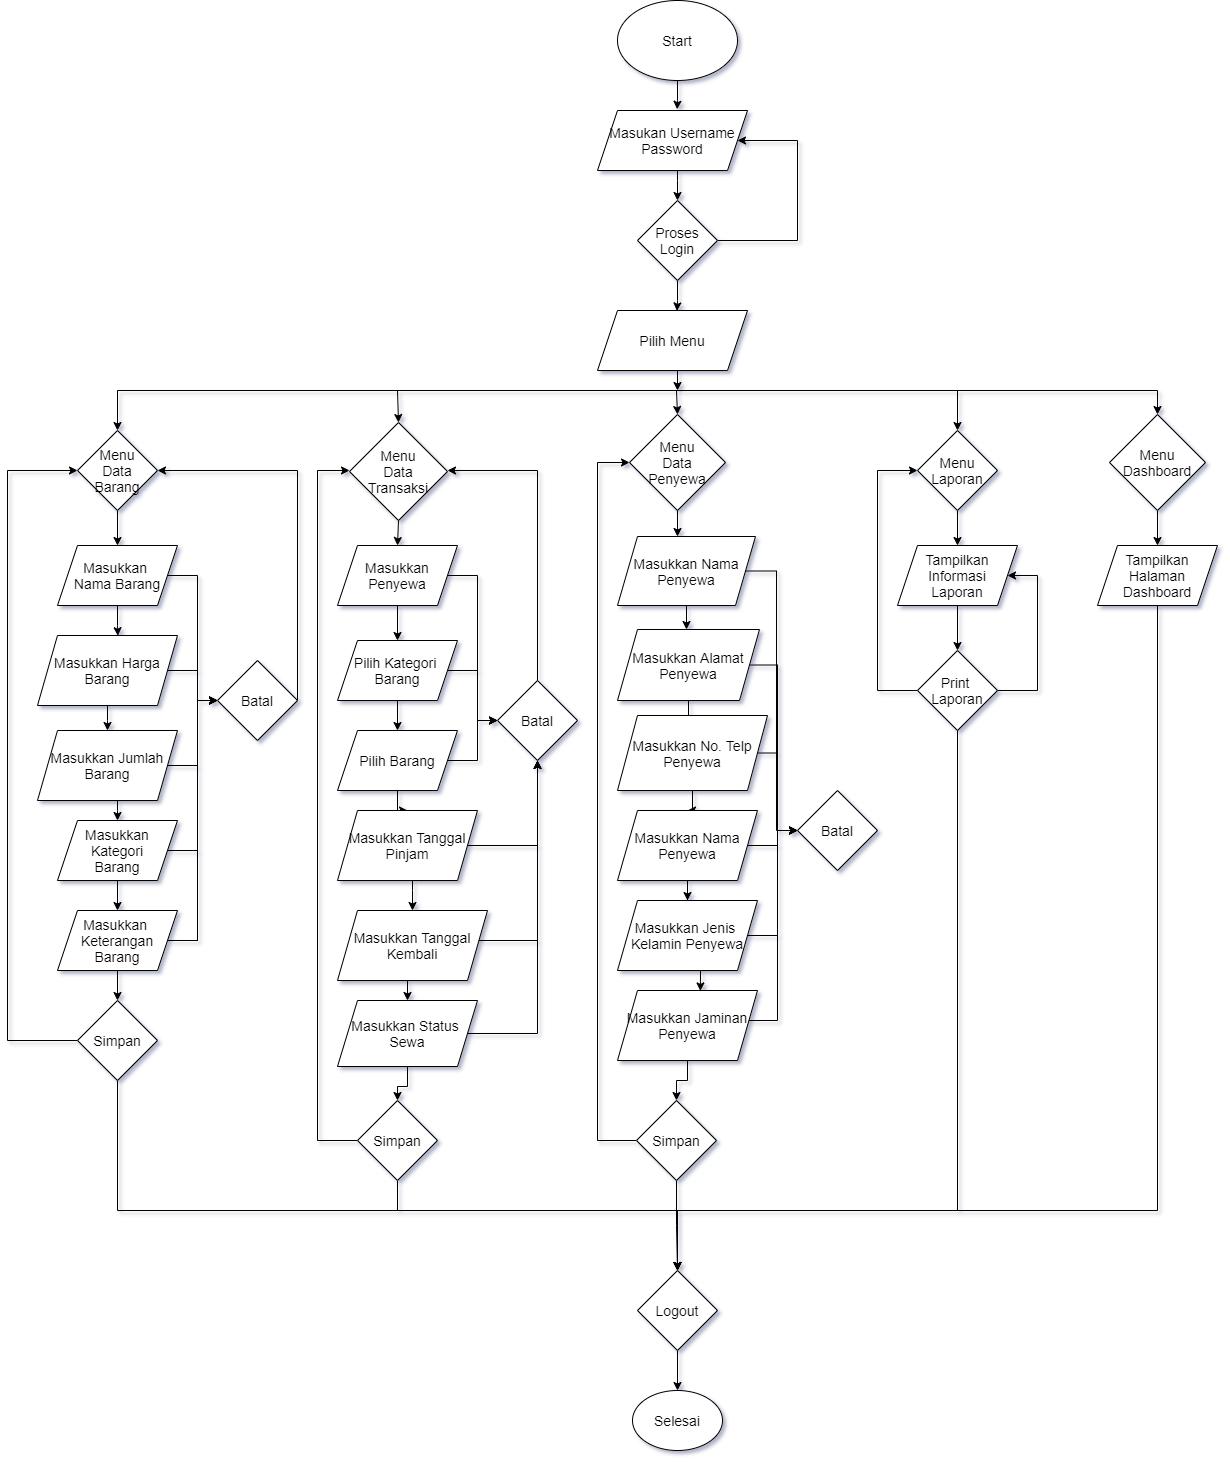 Start
Masukan Username
Password
Proses
Login
Pilih Menu
Menu
Data
Barang
Masukkan
Nama Barang
Masukkan Harga
Barang
Masukkan Jumlah
Barang
Masukkan
Kategori
Barang
Masukkan
Keterangan
Barang
Simpan
Batal
Menu
Data
Transaksi
Masukkan
Penyewa
Pilih Kategori
Barang
Pilih Barang
Masukkan Tanggal
Pinjam
Masukkan Tanggal
Kembali
Masukkan Status
Sewa
Simpan
Batal
Menu
Data
Penyewa
Masukkan Nama
Penyewa
Masukkan Alamat
Penyewa
Masukkan No. Telp
Penyewa
Masukkan Nama
Penyewa
Masukkan Jenis
Kelamin Penyewa
Masukkan Jaminan
Penyewa
Simpan
Batal
Menu
Laporan
Tampilkan
Informasi
Laporan
Print
Laporan
Menu
Dashboard
Tampilkan
Halaman
Dashboard
Logout
Selesai